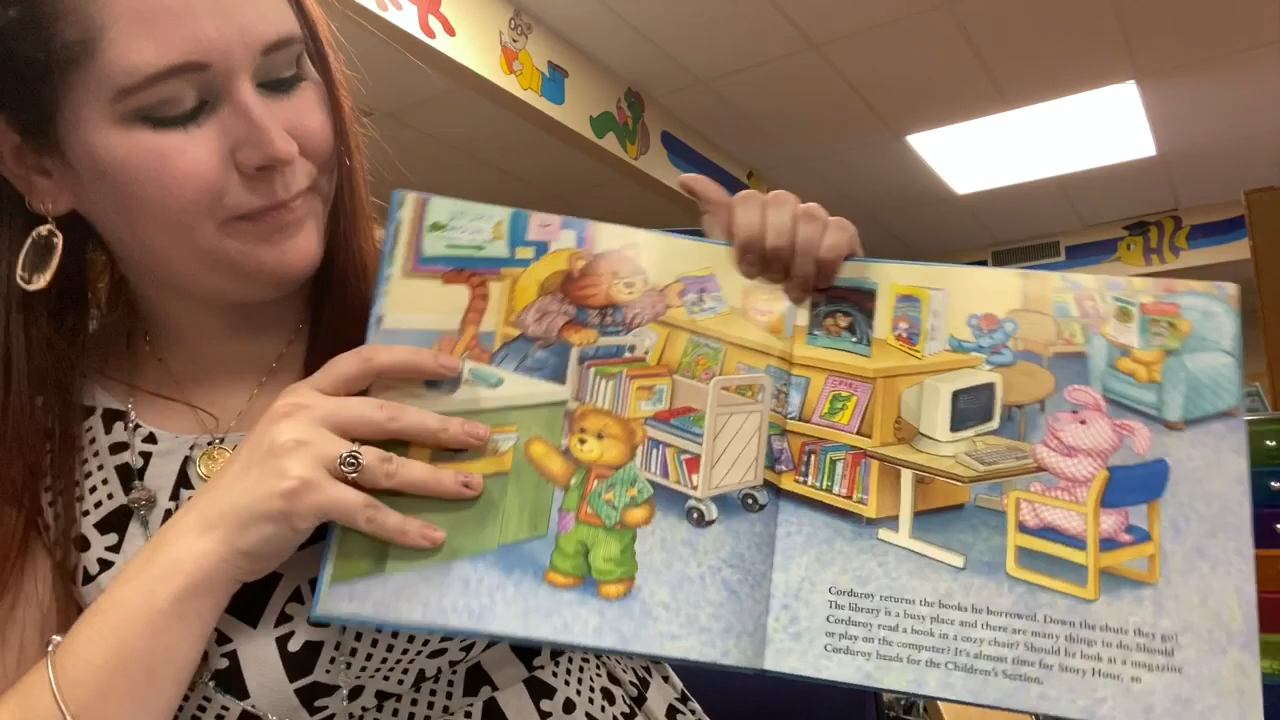 Corduroy returns the books he borrowed. Down the chute they go!
The library is a busy place and there are many things to do. Should
Corduroy read a book in a cozy chair? Should he look at a magazine
or play on the computer? It's almost time for Story Hour, so
Corduroy heads for the Children's Section.